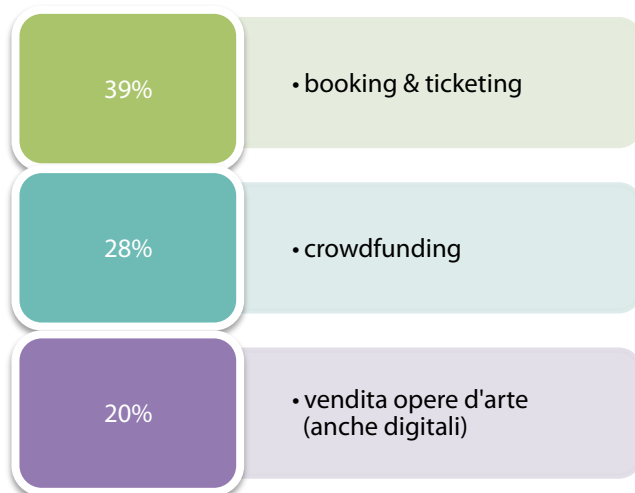 39%
• booking & ticketing
28%
• crowdfunding
20%
• vendita opere d'arte
(anche digitali)